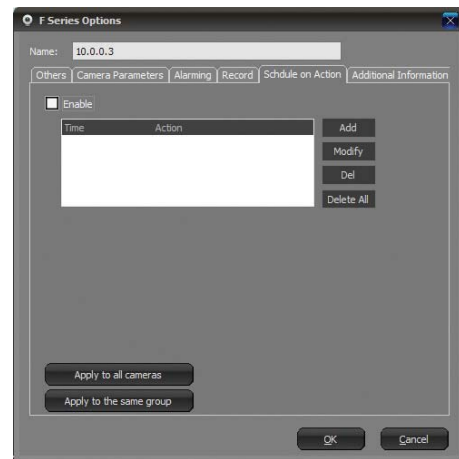 F Series Options
Name: 10.0.0.3
Others Camera Parameters Alarming Record Schdule on Action Additional Information
Enable
Time Action
Add
Modify
Del
Delete All
Apply to all cameras
Apply to the same group
OK Cancel